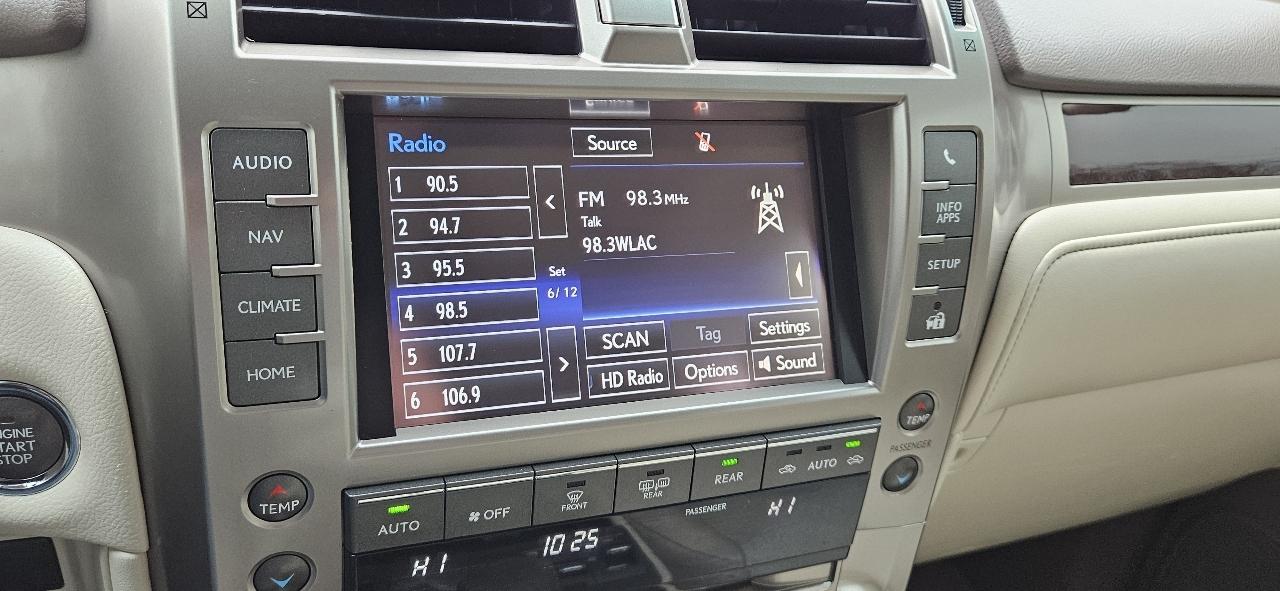 Radio
Source
1 90.5
2 94.7
3 95.5
4 98.5
5 107.7
6 106.9
<
Set
6/ 12
>
FM 98.3 MHz
Talk
98.3WLAC
SCAN
Tag
Settings
HD Radio
Options
Sound
AUDIO
NAV
CLIMATE
HOME
INFO
APPS
SETUP
START
STOP
TEMP
TEMP
PASSENGER
AUTO
OFF
FRONT
REAR
REAR
AUTO
PASSENGER
HI
10 25
HI